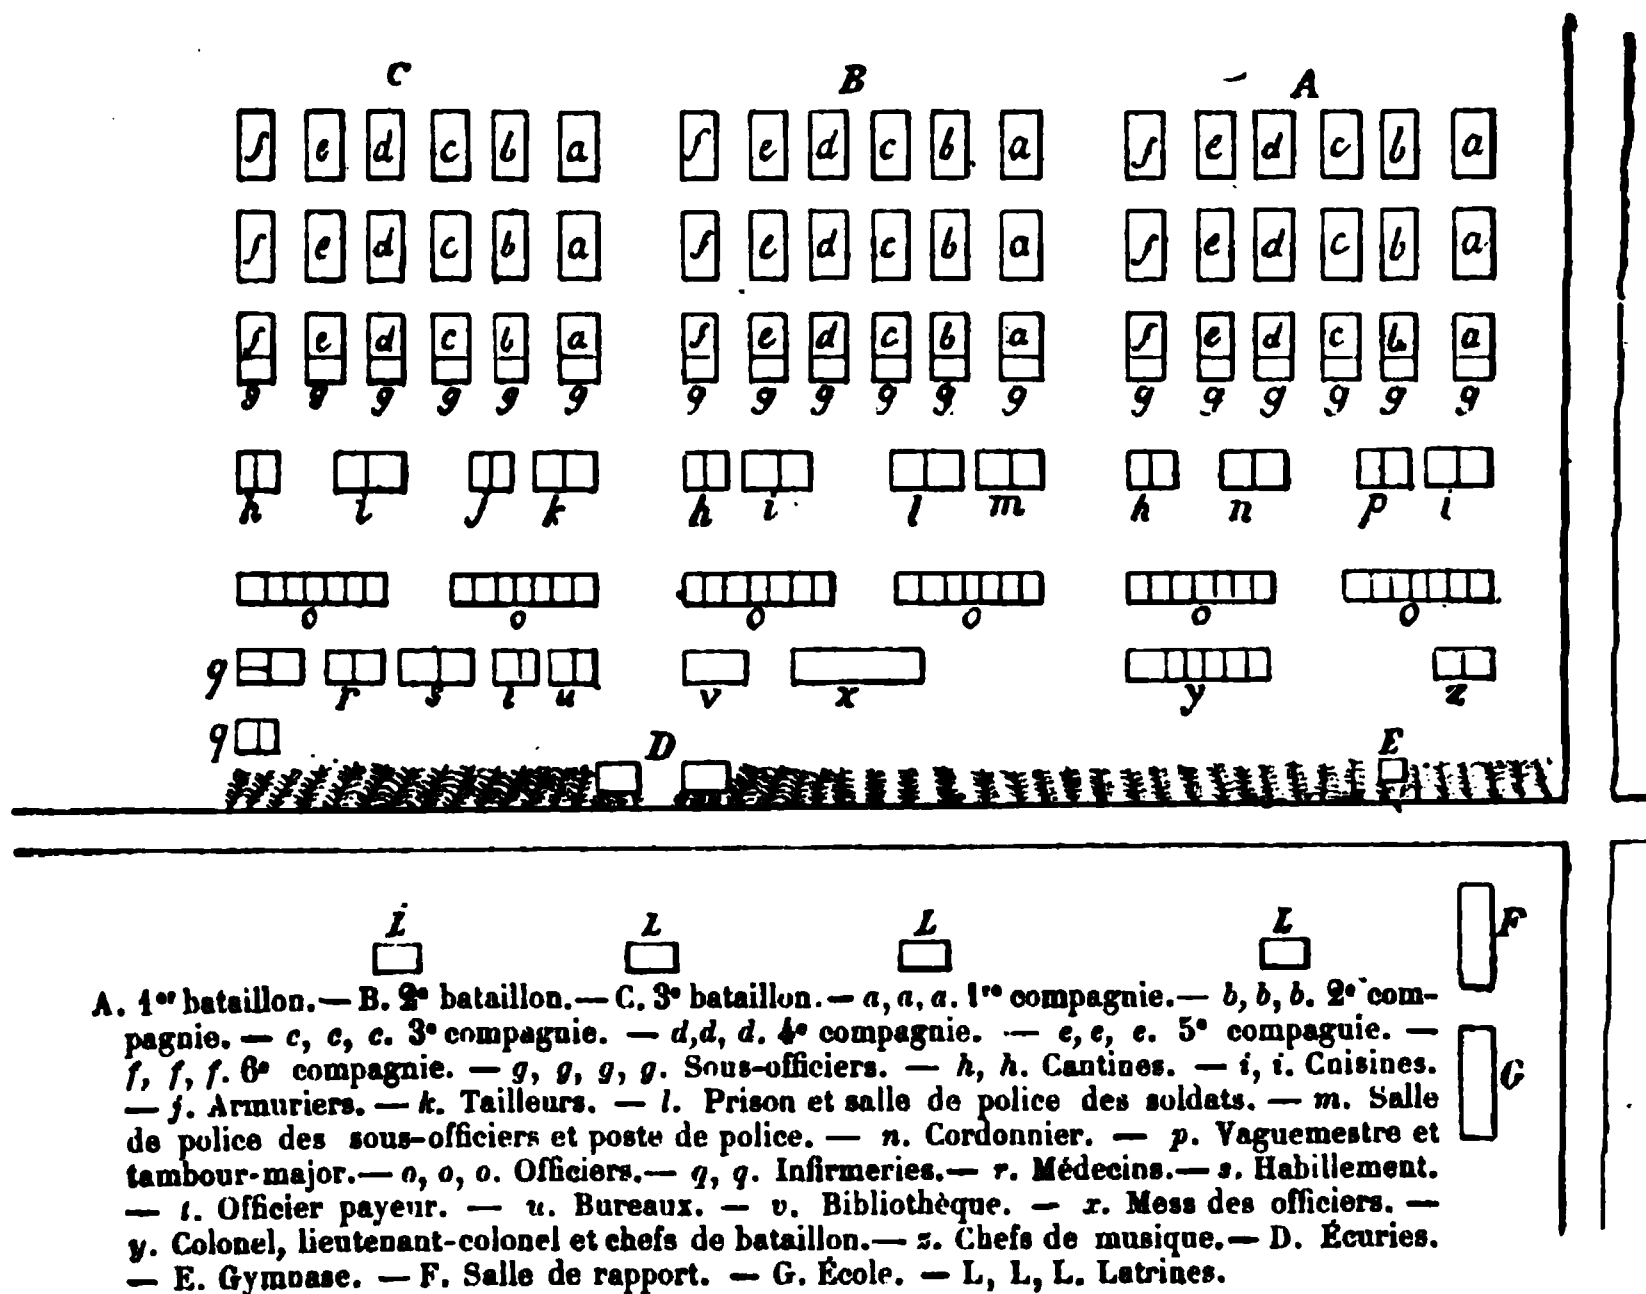 C B A
f e d c b a f e d c b a f e d c b a
f e d c b a f e d c b a f e d c b a
f e d c b a f e d c b a f e d c b a
g g g g g g g g g g g g g g g g g g
h i j k h i l m h n p i
o o o o o o
q r s t u v x y z
q D E
L L L L F
G
A. 1er bataillon.— B. 2e bataillon.— C. 3e bataillon.— a, a, a. 1re compagnie.— b, b, b. 2e com-
pagnie. — c, c, c. 3e compagnie. — d, d, d. 4e compagnie. — e, e, e. 5e compaguie. —
f, f, f. 6e compagnie. — g, g, g, g. Sous-officiers. — h, h. Cantines. — i, i. Cuisines.
— j. Armuriers. — k. Tailleurs. — l. Prison et salle de police des soldats. — m. Salle
de police des sous-officiers et poste de police. — n. Cordonnier. — p. Vaguemestre et
tambour-major.— o, o, o. Officiers.— q, q. Infirmeries.— r. Médecins.— s. Habillement.
— t. Officier payeur. — u. Bureaux. — v. Bibliothèque. — x. Mess des officiers. —
y. Colonel, lieutenant-colonel et chefs de bataillon.— z. Chefs de musique.— D. Écuries.
— E. Gymnase. — F. Salle de rapport. — G. École. — L, L, L. Latrines.